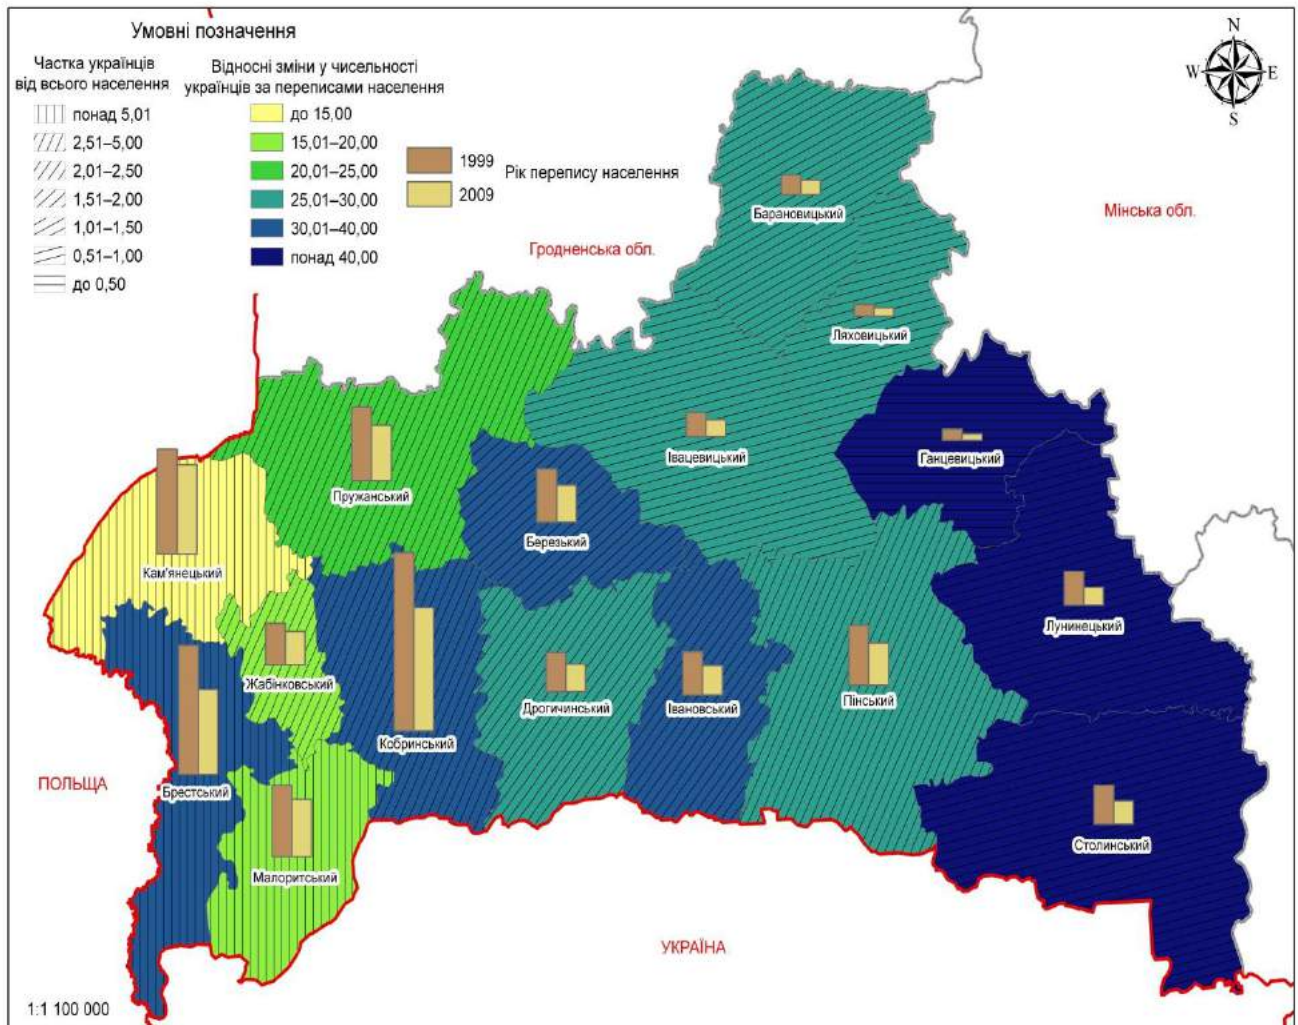 Умовні позначення
Частка українців
від всього населення
понад 5,01
2,51–5,00
2,01–2,50
1,51–2,00
1,01–1,50
0,51–1,00
до 0,50
Відносні зміни у чисельності
українців за переписами населення
до 15,00
15,01–20,00
20,01–25,00
25,01–30,00
30,01–40,00
понад 40,00
1999
2009
Рік перепису населення
N
W
E
S
Мінська обл.
Гродненська обл.
Барановицький
Ляховицький
Івацевицький
Ганцевицький
Пружанський
Березький
Кам'янецький
Лунинецький
Жабінковський
Дрогичинський
Івановський
Пінський
Кобринський
ПОЛЬЩА
Брестський
Столинський
Малоритський
УКРАЇНА
1:1 100 000